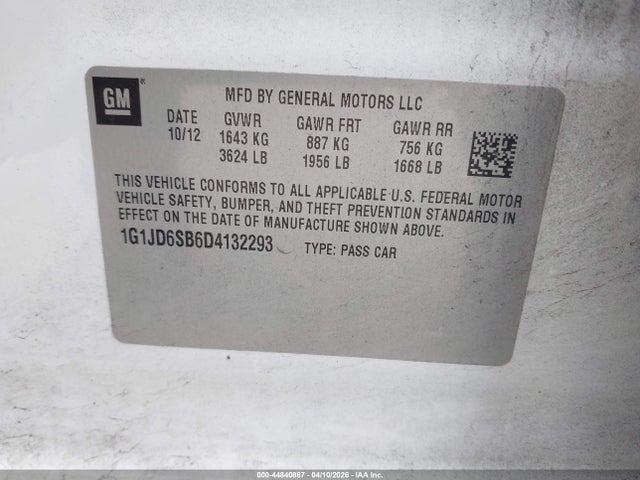 GM ®
MFD BY GENERAL MOTORS LLC
DATE GVWR GAWR FRT GAWR RR
10/12 1643 KG 887 KG 756 KG
3624 LB 1956 LB 1668 LB
THIS VEHICLE CONFORMS TO ALL APPLICABLE U.S. FEDERAL MOTOR
VEHICLE SAFETY, BUMPER, AND THEFT PREVENTION STANDARDS IN
EFFECT ON THE DATE OF MANUFACTURE SHOWN ABOVE.
1G1JD6SB6D4132293 TYPE: PASS CAR
000-44840887 - 04/10/2026 - IAA Inc.